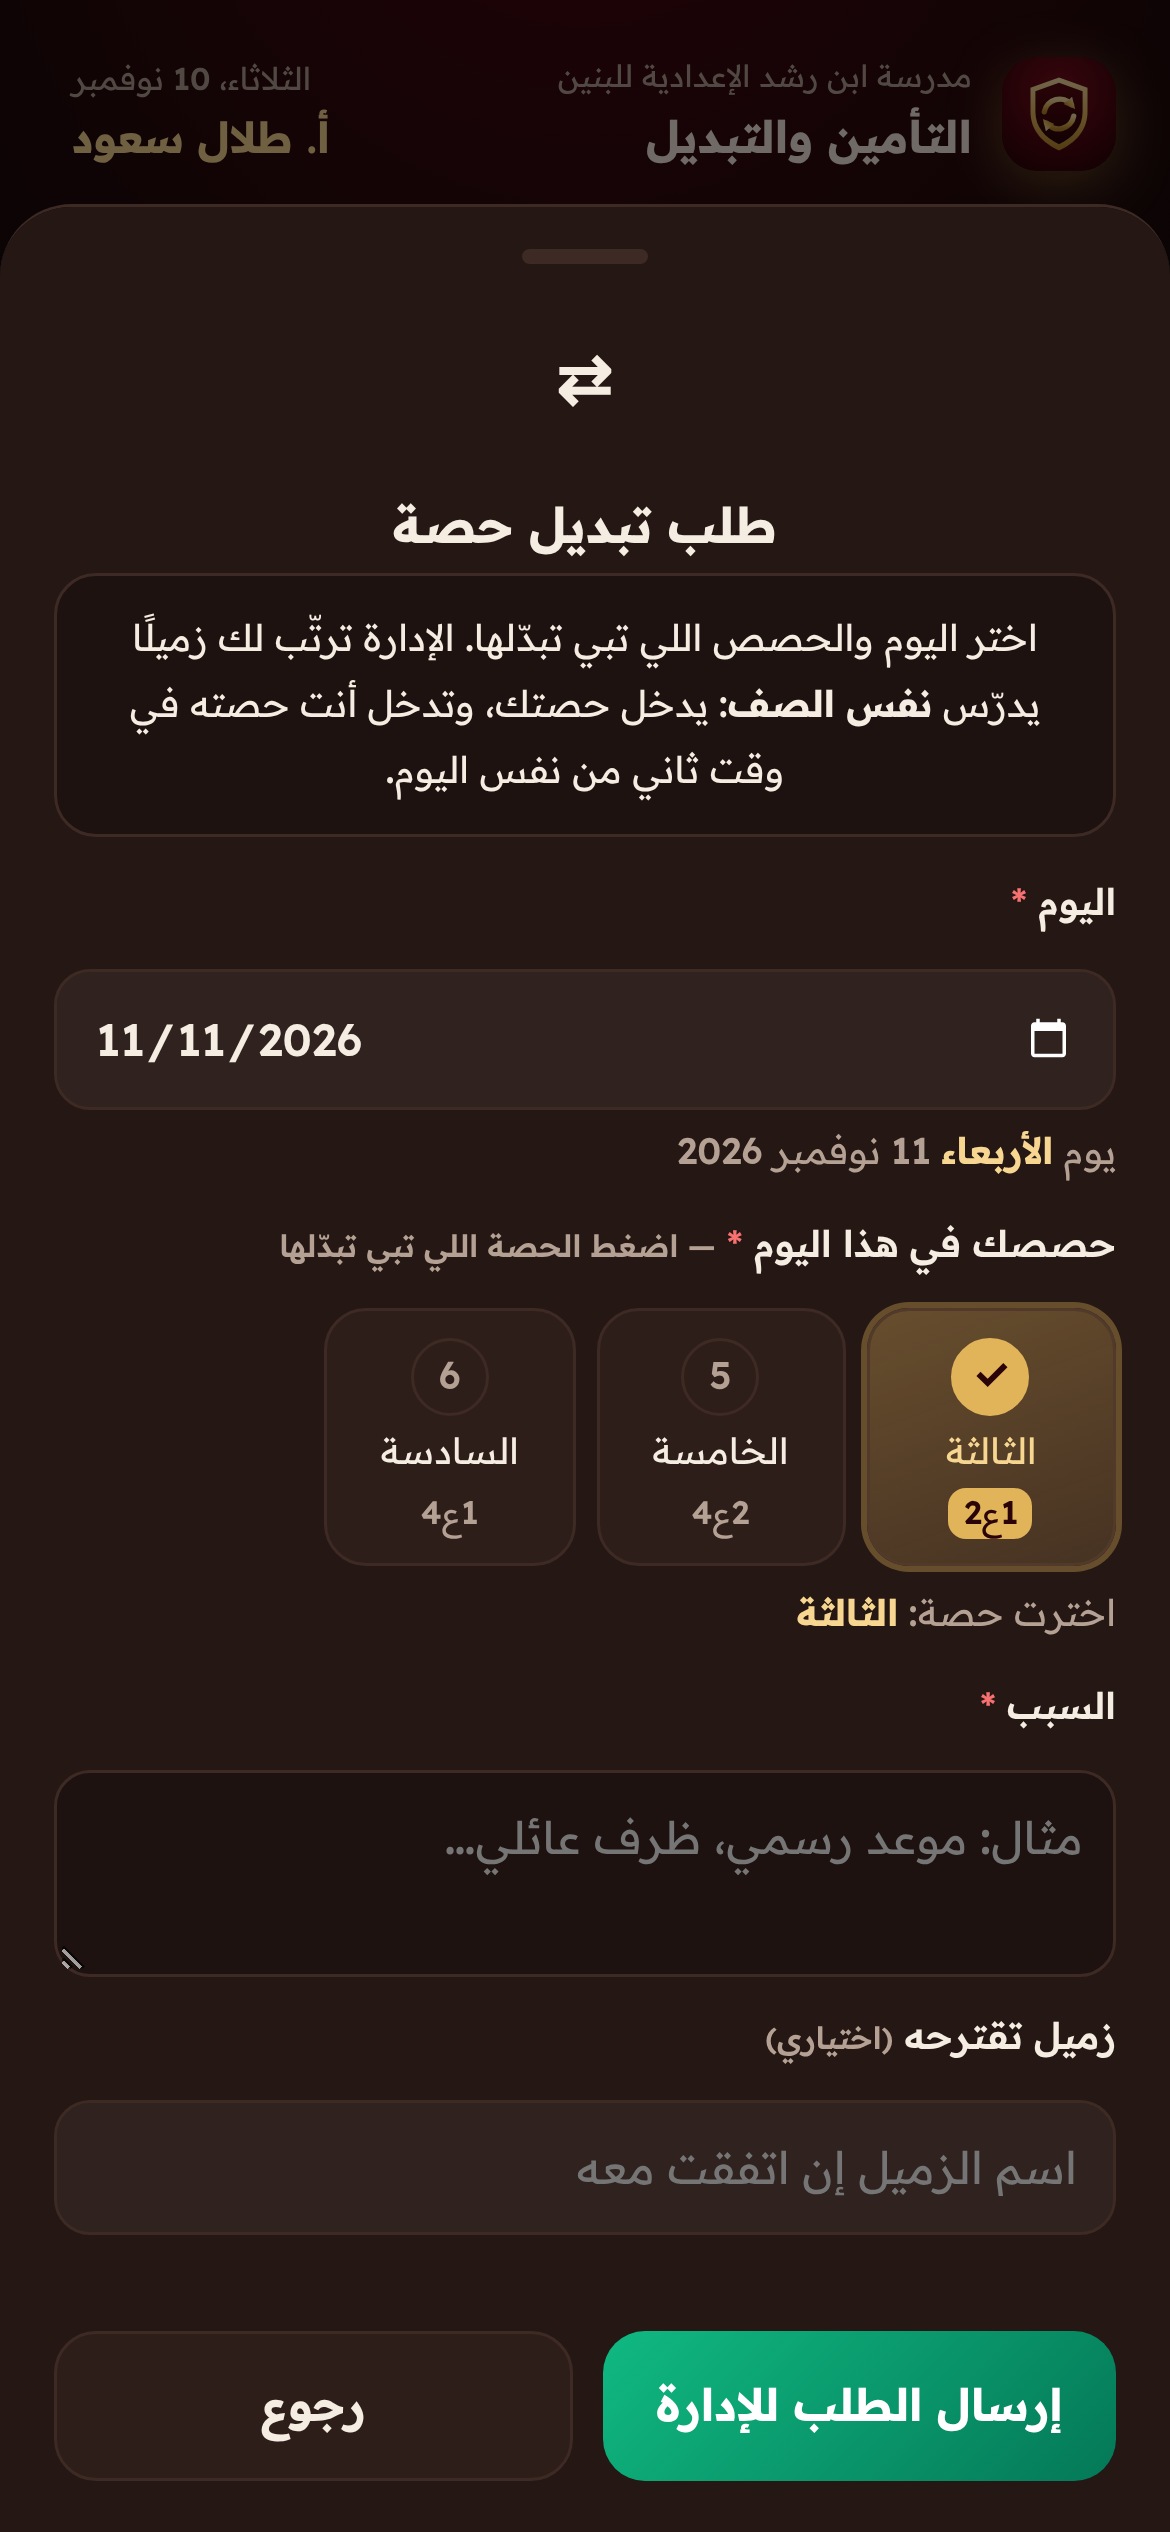 مدرسة ابن رشد الإعدادية للبنين
التأمين والتبديل
الثلاثاء، 10 نوفمبر
أ. طلال سعود
طلب تبديل حصة
اختر اليوم والحصص اللي تبي تبدّلها. الإدارة ترتّب لك زميلًا
يدرّس نفس الصف: يدخل حصتك، وتدخل أنت حصته في
وقت ثاني من نفس اليوم.
اليوم *
11/11/2026
يوم الأربعاء 11 نوفمبر 2026
حصصك في هذا اليوم * — اضغط الحصة اللي تبي تبدّلها
الثالثة
1ع2
5
الخامسة
2ع4
6
السادسة
1ع4
اخترت حصة: الثالثة
السبب *
مثال: موعد رسمي، ظرف عائلي...
زميل تقترحه (اختياري)
اسم الزميل إن اتفقت معه
إرسال الطلب للإدارة
رجوع